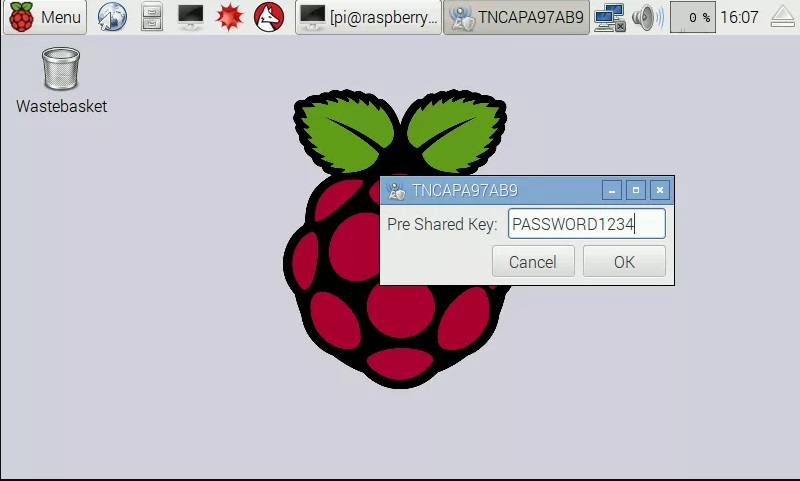 Menu [pi@raspberry... TNCAPA97AB9 0 % 16:07
Wastebasket
TNCAPA97AB9
Pre Shared Key: PASSWORD1234
Cancel OK